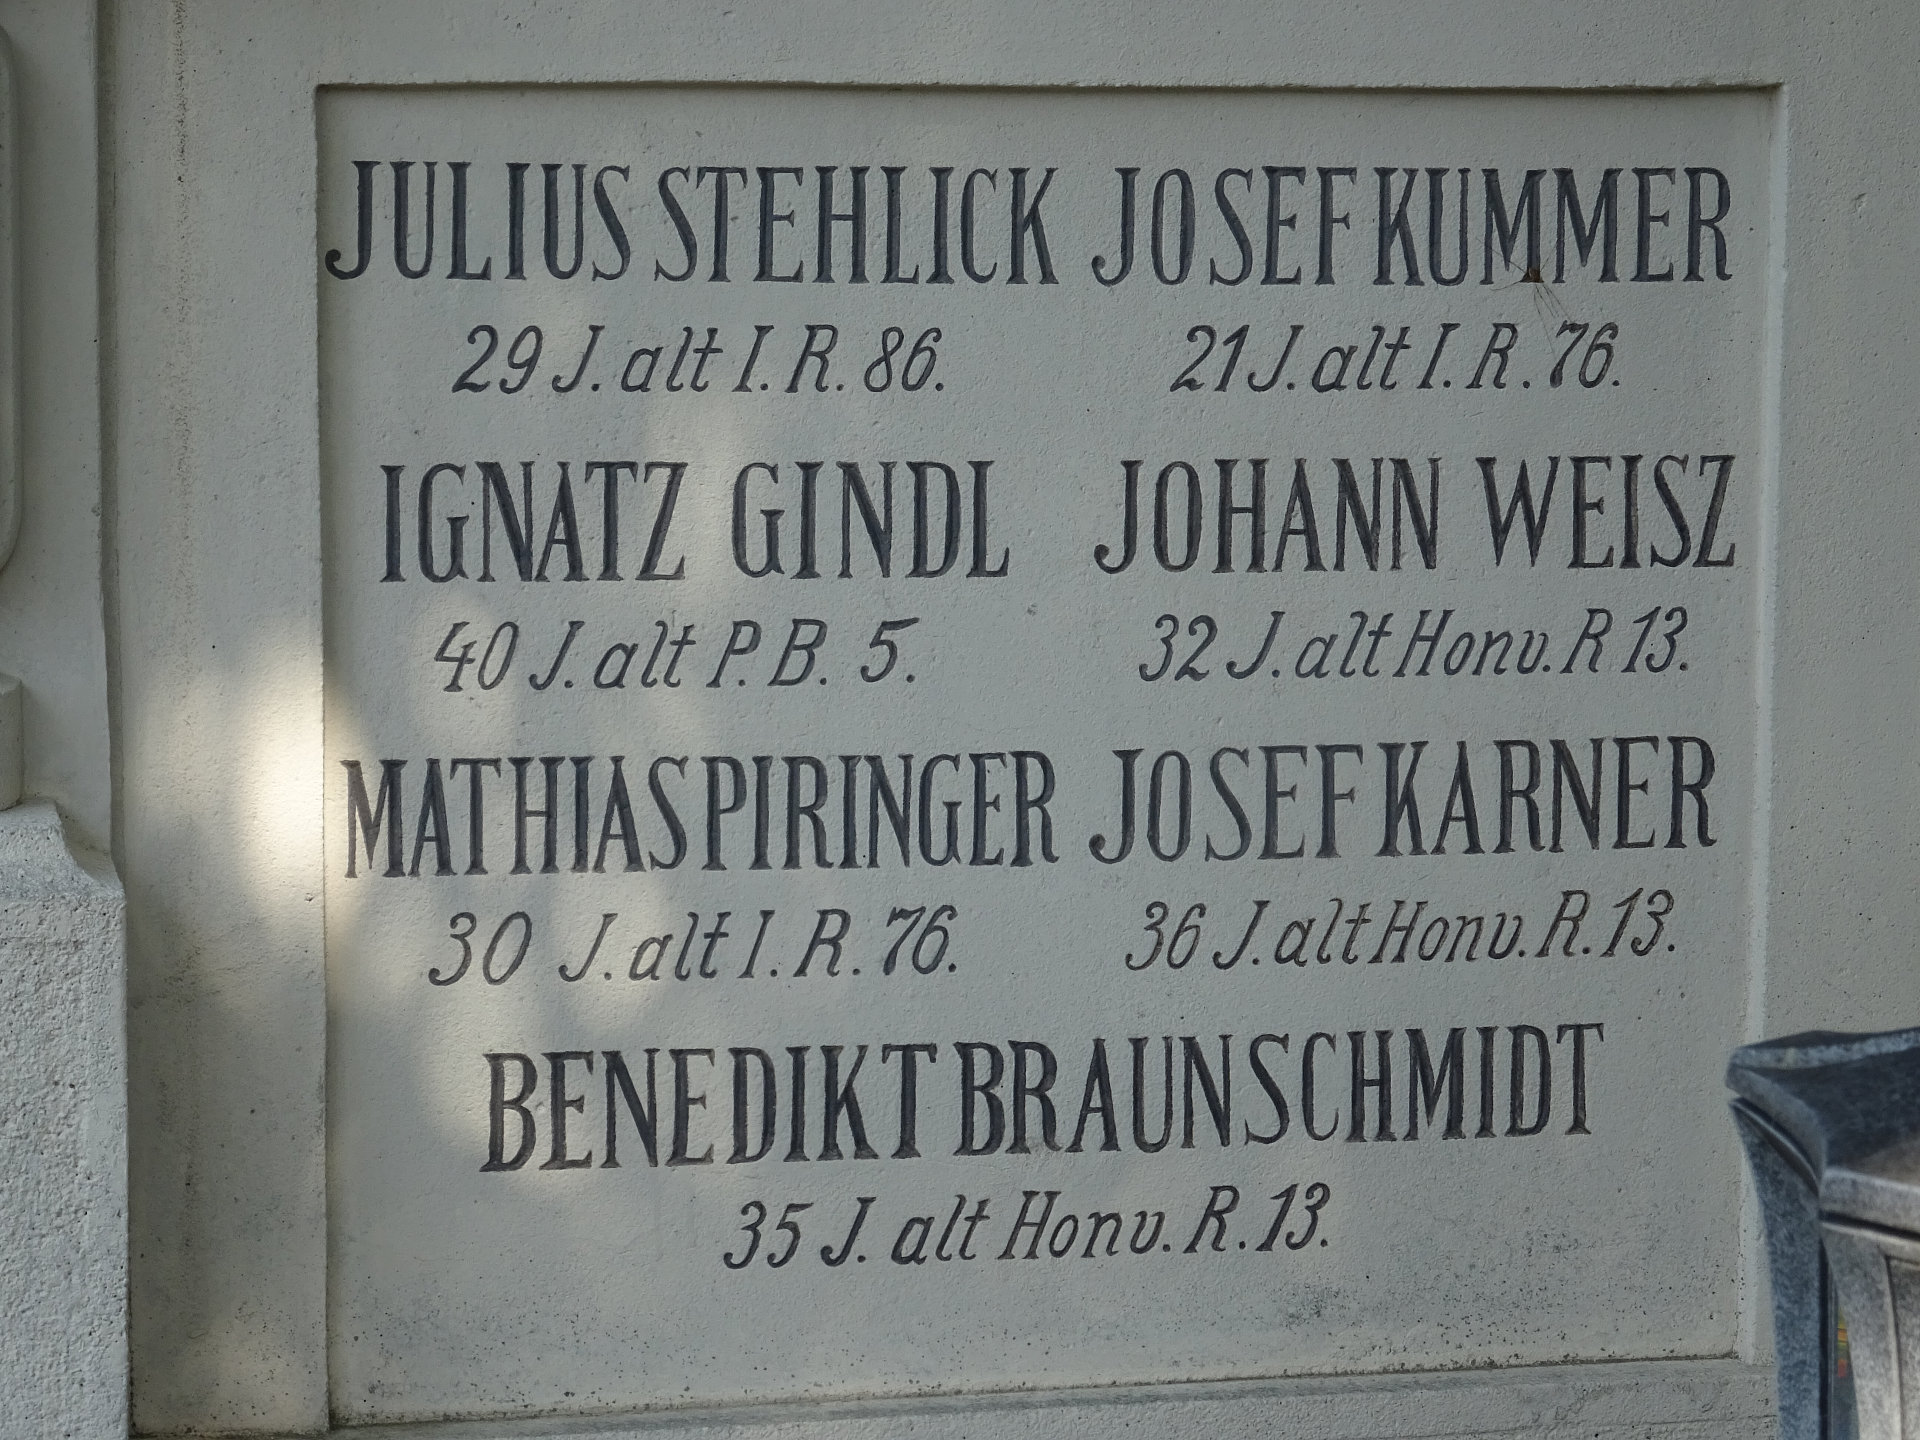 JULIUS STEHLICK JOSEF KUMMER
29 J. alt I. R. 86. 21 J. alt I. R. 76.
IGNATZ GINDL JOHANN WEISZ
40 J. alt P. B. 5. 32 J. alt Honv. R 13.
MATHIAS PIRINGER JOSEF KARNER
30 J. alt I. R. 76. 36 J. alt Honv. R. 13.
BENEDIKT BRAUNSCHMIDT
35 J. alt Honv. R. 13.